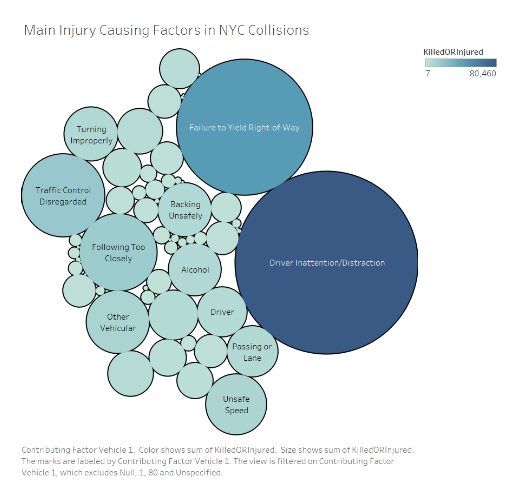 Main Injury Causing Factors in NYC Collisions
KilledORInjured
7 80,460
Failure to Yield Right-of-Way
Turning
Improperly
Traffic Control
Disregarded
Backing
Unsafely
Following Too
Closely
Driver Inattention/Distraction
Alcohol
Other
Vehicular
Driver
Passing or
Lane
Unsafe
Speed
Contributing Factor Vehicle 1. Color shows sum of KilledORInjured. Size shows sum of KilledORInjured.
The marks are labeled by Contributing Factor Vehicle 1. The view is filtered on Contributing Factor
Vehicle 1, which excludes Null, 1, 80 and Unspecified.